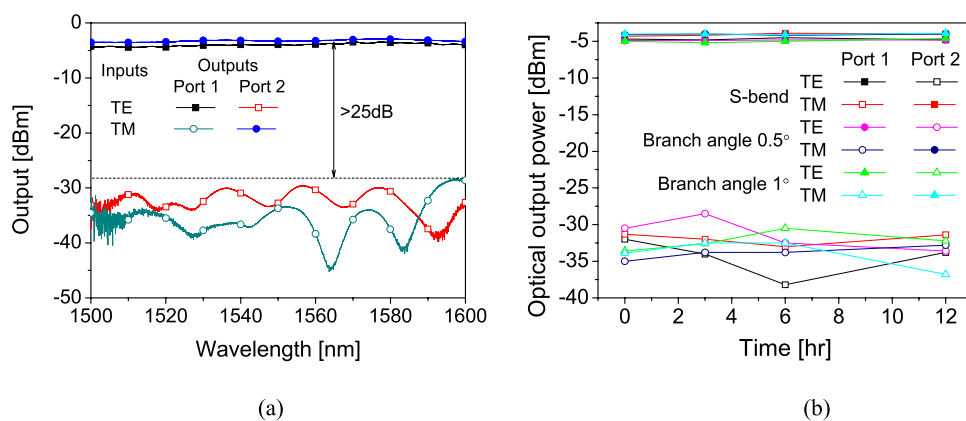 0
-10
-20
-30
-40
-50
Output [dBm]
1500 1520 1540 1560 1580 1600
Wavelength [nm]
Inputs Outputs
Port 1 Port 2
TE
TM
>25dB
(a)
-5
-10
-15
-20
-25
-30
-35
-40
Optical output power [dBm]
0 2 4 6 8 10 12
Time [hr]
Port 1 Port 2
S-bend TE
TM
Branch angle 0.5° TE
TM
Branch angle 1° TE
TM
(b)